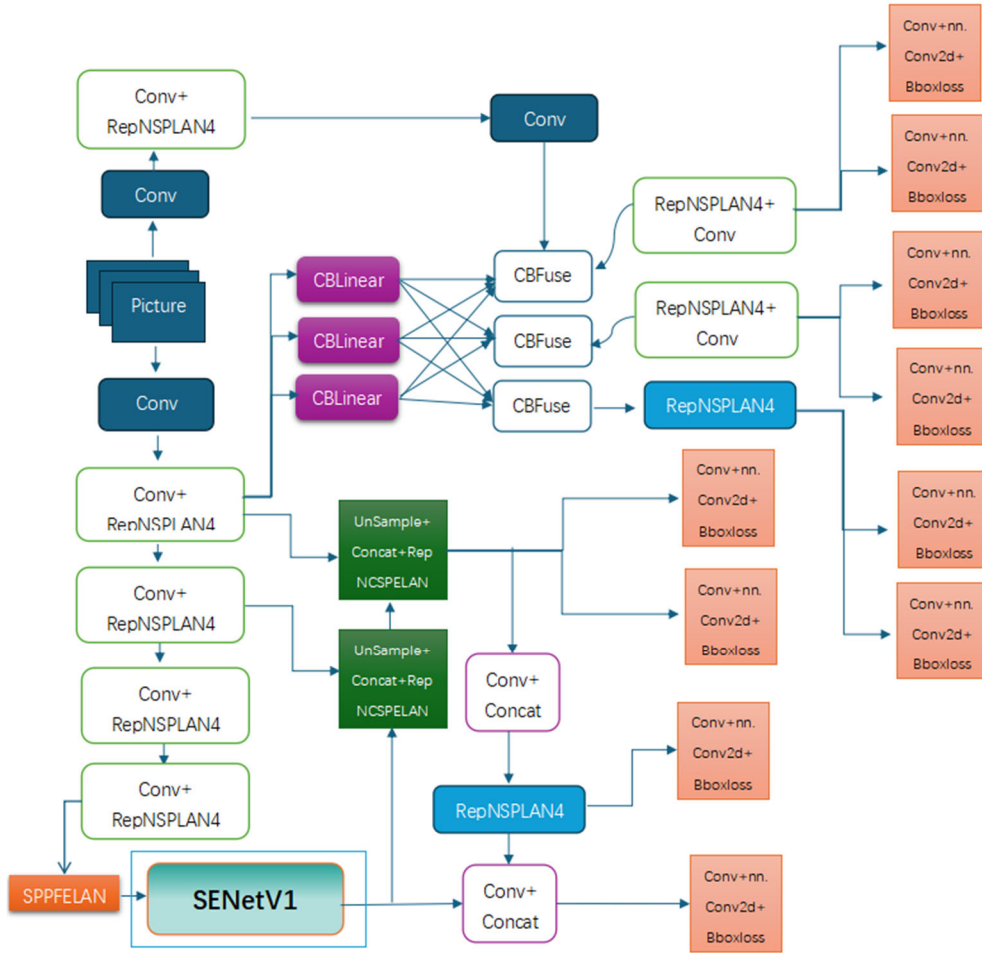 Conv+
RepNSPLAN4
Conv
Picture
Conv
Conv+
RepNSPLAN4
Conv+
RepNSPLAN4
Conv+
RepNSPLAN4
Conv+
RepNSPLAN4
SPPFELAN
SENetV1
CBLinear
CBLinear
CBLinear
Conv
CBFuse
CBFuse
CBFuse
RepNSPLAN4+
Conv
RepNSPLAN4+
Conv
RepNSPLAN4
UnSample+
Concat+Rep
NCSPELAN
UnSample+
Concat+Rep
NCSPELAN
Conv+
Concat
RepNSPLAN4
Conv+
Concat
Conv+nn.
Conv2d+
Bboxloss
Conv+nn.
Conv2d+
Bboxloss
Conv+nn.
Conv2d+
Bboxloss
Conv+nn.
Conv2d+
Bboxloss
Conv+nn.
Conv2d+
Bboxloss
Conv+nn.
Conv2d+
Bboxloss
Conv+nn.
Conv2d+
Bboxloss
Conv+nn.
Conv2d+
Bboxloss
Conv+nn.
Conv2d+
Bboxloss
Conv+nn.
Conv2d+
Bboxloss